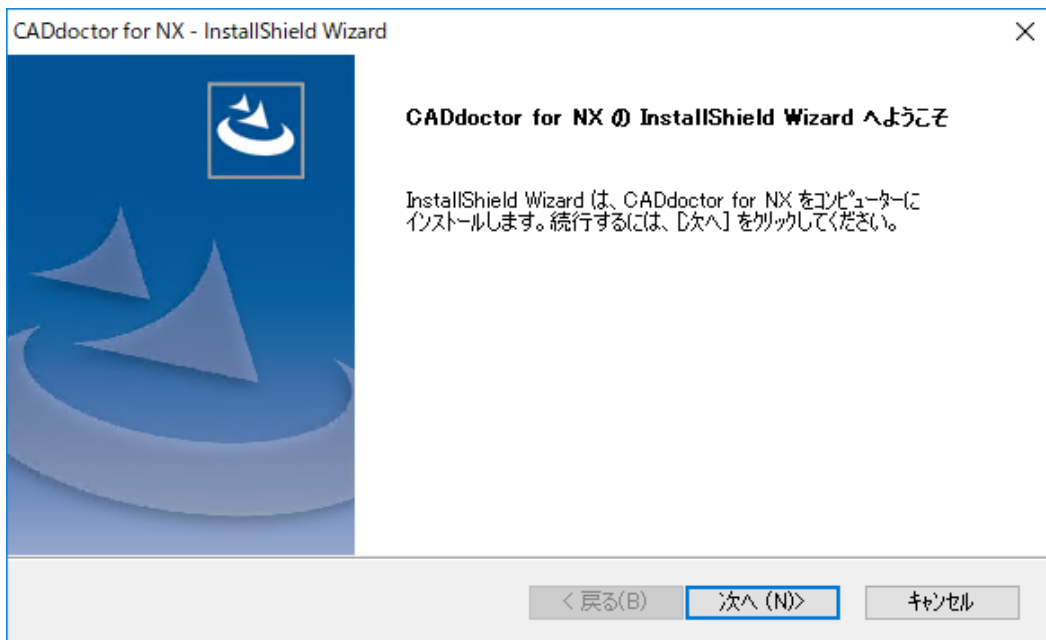 CADdoctor for NX - InstallShield Wizard
CADdoctor for NX の InstallShield Wizard へようこそ
InstallShield Wizard は、CADdoctor for NX をコンピューターに
インストールします。続行するには、[次へ] をクリックしてください。
< 戻る(B)
次へ (N)>
キャンセル